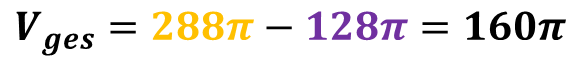 V_ges = 288π − 128π = 160π